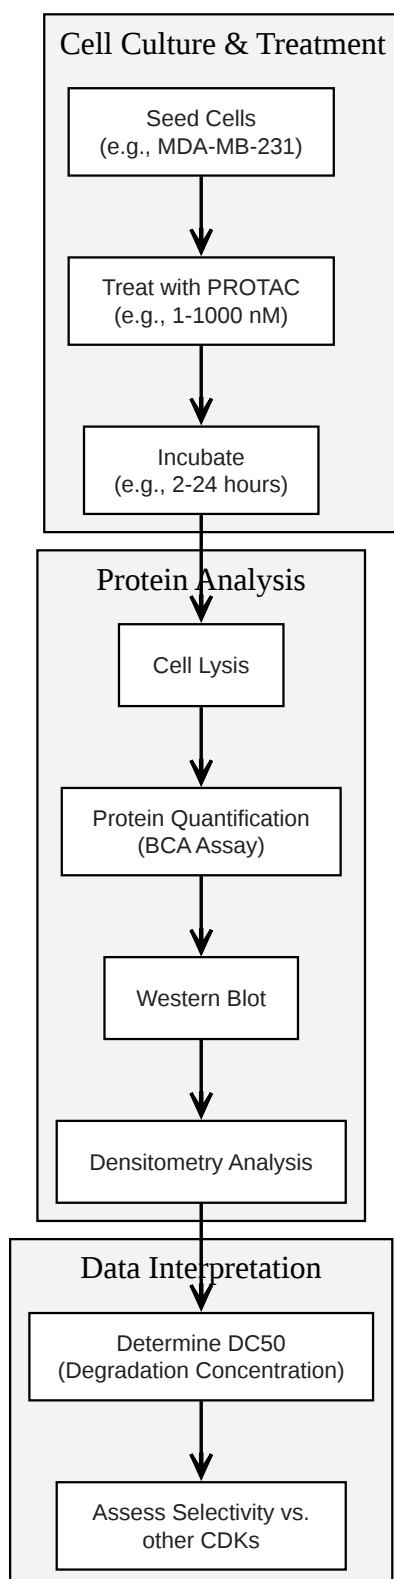 Cell Culture & Treatment
Seed Cells
(e.g., MDA-MB-231)
Treat with PROTAC
(e.g., 1-1000 nM)
Incubate
(e.g., 2-24 hours)
Protein Analysis
Cell Lysis
Protein Quantification
(BCA Assay)
Western Blot
Densitometry Analysis
Data Interpretation
Determine DC50
(Degradation Concentration)
Assess Selectivity vs.
other CDKs